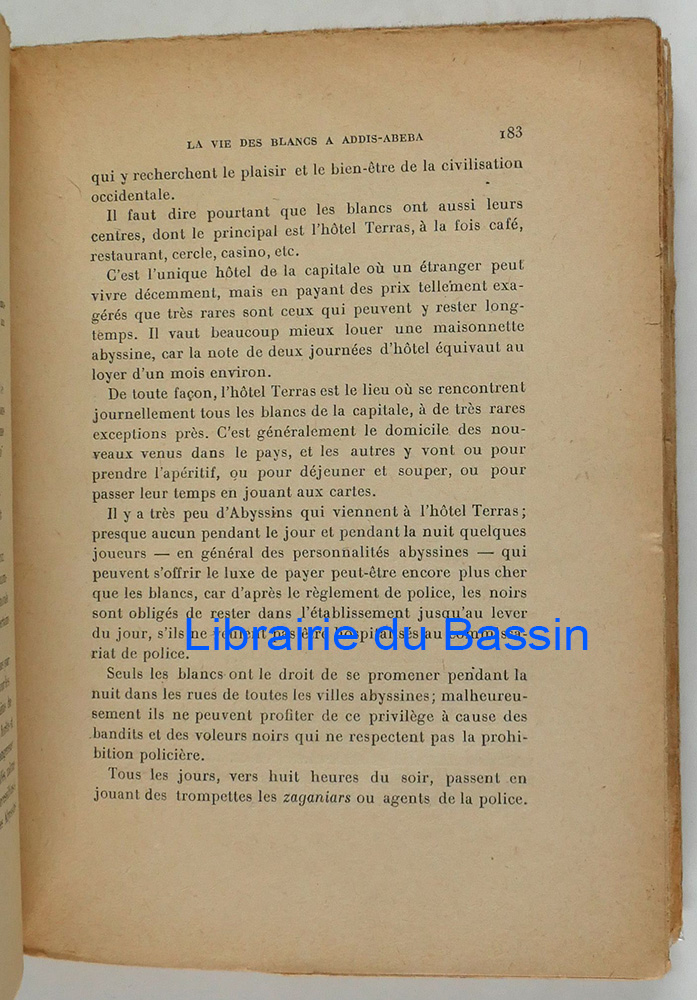 LA VIE DES BLANCS A ADDIS-ABEBA 183
qui y recherchent le plaisir et le bien-être de la civilisation
occidentale.
Il faut dire pourtant que les blancs ont aussi leurs
centres, dont le principal est l'hôtel Terras, à la fois café,
restaurant, cercle, casino, etc.
C'est l'unique hôtel de la capitale où un étranger peut
vivre décemment, mais en payant des prix tellement exa-
gérés que très rares sont ceux qui peuvent y rester long-
temps. Il vaut beaucoup mieux louer une maisonnette
abyssine, car la note de deux journées d'hôtel équivaut au
loyer d'un mois environ.
De toute façon, l'hôtel Terras est le lieu où se rencontrent
journellement tous les blancs de la capitale, à de très rares
exceptions près. C'est généralement le domicile des nou-
veaux venus dans le pays, et les autres y vont ou pour
prendre l'apéritif, ou pour déjeuner et souper, ou pour
passer leur temps en jouant aux cartes.
Il y a très peu d'Abyssins qui viennent à l'hôtel Terras;
presque aucun pendant le jour et pendant la nuit quelques
joueurs — en général des personnalités abyssines — qui
peuvent s'offrir le luxe de payer peut-être encore plus cher
que les blancs, car d'après le règlement de police, les noirs
sont obligés de rester dans l'établissement jusqu'au lever
du jour, s'ils ne veulent pas être hospitalisés au commissa-
riat de police.
Librairie du Bassin
Seuls les blancs ont le droit de se promener pendant la
nuit dans les rues de toutes les villes abyssines; malheureu-
sement ils ne peuvent profiter de ce privilège à cause des
bandits et des voleurs noirs qui ne respectent pas la prohi-
bition policière.
Tous les jours, vers huit heures du soir, passent en
jouant des trompettes les zaganiars ou agents de la police.